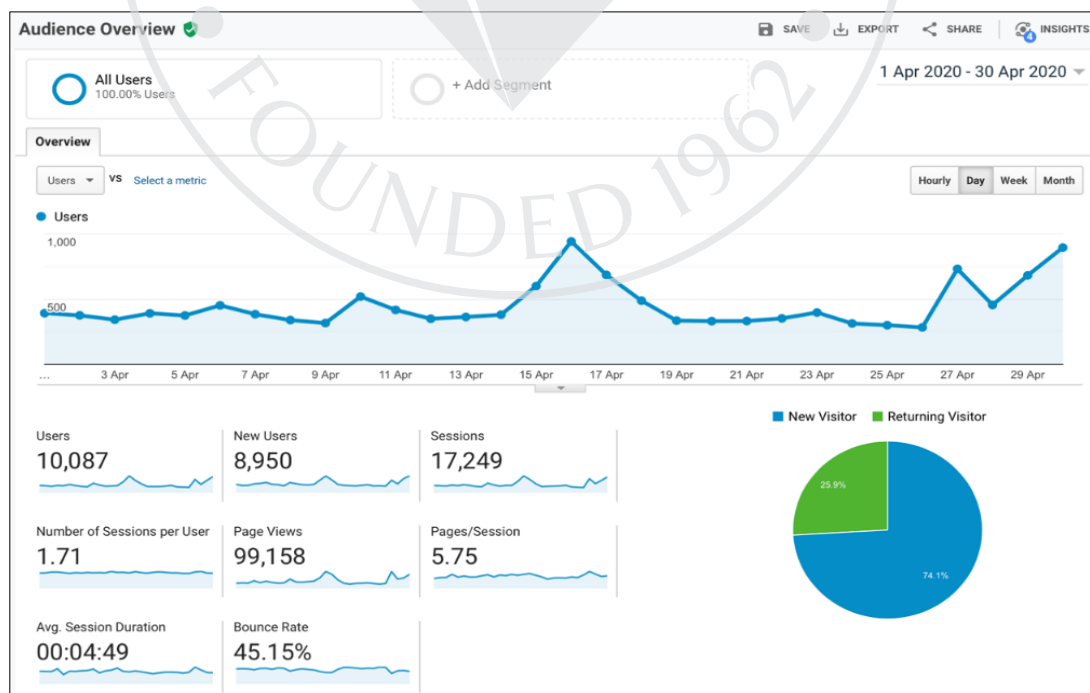 Audience Overview
SAVE EXPORT SHARE 4 INSIGHTS
All Users
100.00% Users
+ Add Segment
1 Apr 2020 - 30 Apr 2020
FOUNDED 1962
Overview
Users VS Select a metric
Hourly Day Week Month
Users
1,000
500
... 3 Apr 5 Apr 7 Apr 9 Apr 11 Apr 13 Apr 15 Apr 17 Apr 19 Apr 21 Apr 23 Apr 25 Apr 27 Apr 29 Apr
New Visitor Returning Visitor
Users New Users Sessions
10,087 8,950 17,249
25.9%
74.1%
Number of Sessions per User Page Views Pages/Session
1.71 99,158 5.75
Avg. Session Duration Bounce Rate
00:04:49 45.15%